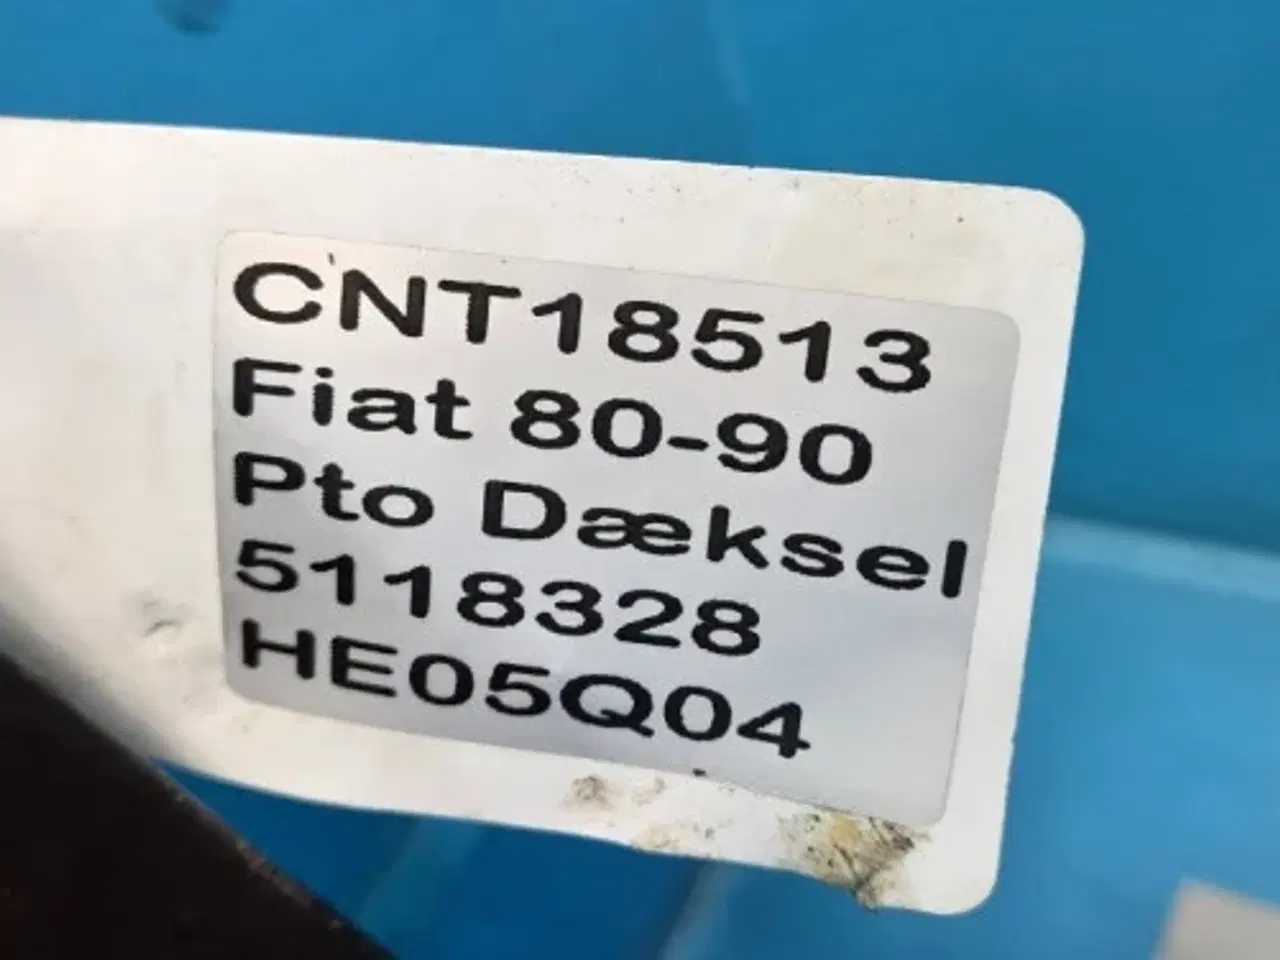 CNT18513
Fiat 80-90
Pto Dæksel
5118328
HE05Q04